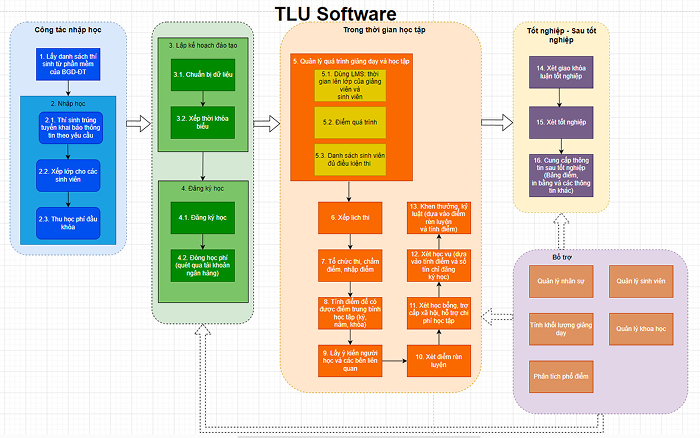 TLU Software
Công tác nhập học
1. Lấy danh sách thí
sinh từ phần mềm
của BGD-ĐT
2. Nhập học
2.1. Thí sinh trúng
tuyển khai báo thông
tin theo yêu cầu
2.2. Xếp lớp cho các
sinh viên
2.3. Thu học phí đầu
khóa
3. Lập kế hoạch đào tạo
3.1. Chuẩn bị dữ liệu
3.2. Xếp thời khóa
biểu
4. Đăng ký học
4.1. Đăng ký học
4.2. Đóng học phí
(quét qua tài khoản
ngân hàng)
Trong thời gian học tập
5. Quản lý quá trình giảng dạy và học tập
5.1. Dùng LMS: thời
gian lên lớp của giảng
viên và
sinh viên
5.2. Điểm quá trình
5.3. Danh sách sinh viên
đủ điều kiện thi
6. Xếp lịch thi
7. Tổ chức thi, chấm
điểm, nhập điểm
8. Tính điểm để có
được điểm trung bình
học tập (kỳ,
năm, khóa)
9. Lấy ý kiến người
học và các bên liên
quan
10. Xét điểm rèn
luyện
11. Xét học bổng, trợ
cấp xã hội, hỗ trợ chi
phí học tập
12. Xét học vụ (dựa
vào tính điểm và số
tín chỉ đăng
ký học)
13. Khen thưởng, kỷ
luật (dựa vào điểm
rèn luyện
và tính điểm)
Tốt nghiệp - Sau tốt
nghiệp
14. Xét giao khóa
luận tốt nghiệp
15. Xét tốt nghiệp
16. Cung cấp thông
tin sau tốt nghiệp
(Bảng điểm,
in bằng và các thông
tin khác)
Bổ trợ
Quản lý nhân sự
Quản lý sinh viên
Tính khối lượng giảng
dạy
Quản lý khoa học
Phân tích phổ điểm